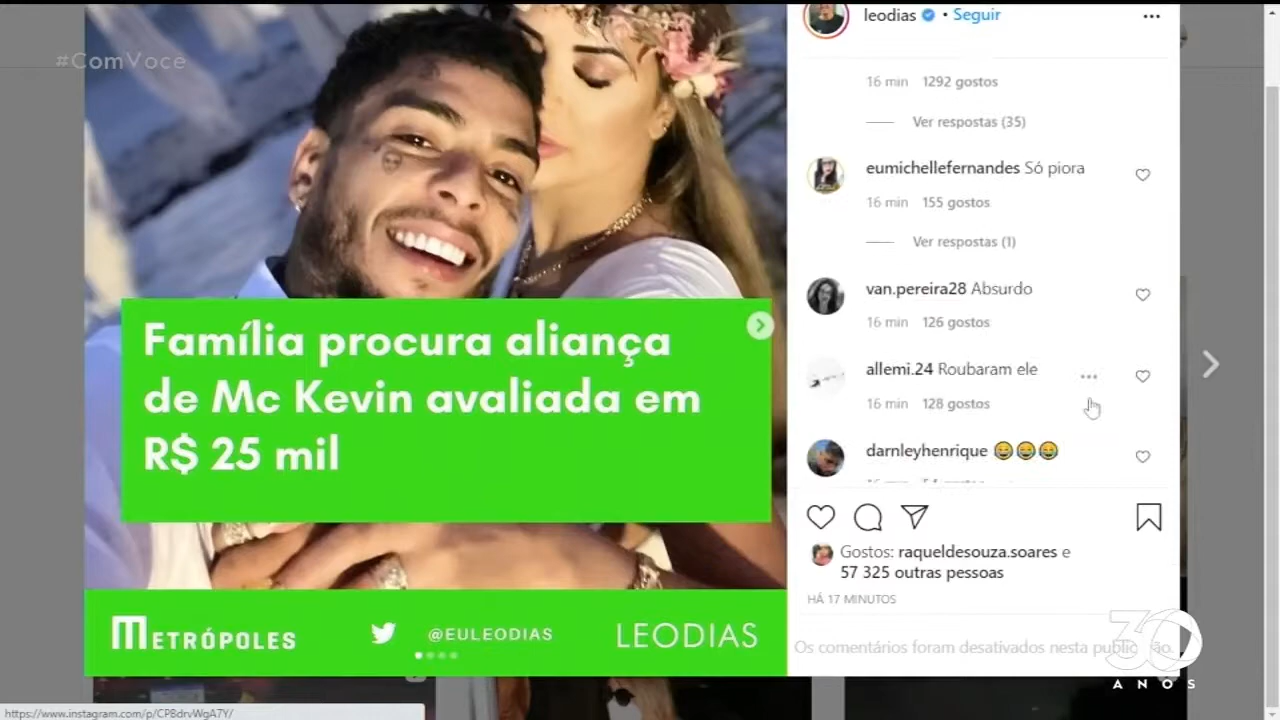 #ComVoce
Família procura aliança
de Mc Kevin avaliada em
R$ 25 mil
METRÓPOLES
@EULEODIAS
LEODIAS
leodias • Seguir
16 min 1292 gostos
Ver respostas (35)
eumichellefernandes Só piora
16 min 155 gostos
Ver respostas (1)
van.pereira28 Absurdo
16 min 126 gostos
allemi.24 Roubaram ele
16 min 128 gostos
darnleyhenrique 😂😂😂
Gostos: raqueldesouza.soares e
57 325 outras pessoas
HÁ 17 MINUTOS
Os comentários foram desativados nesta
30
ANOS
https://www.instagram.com/p/CPBdrvWgA7Y/